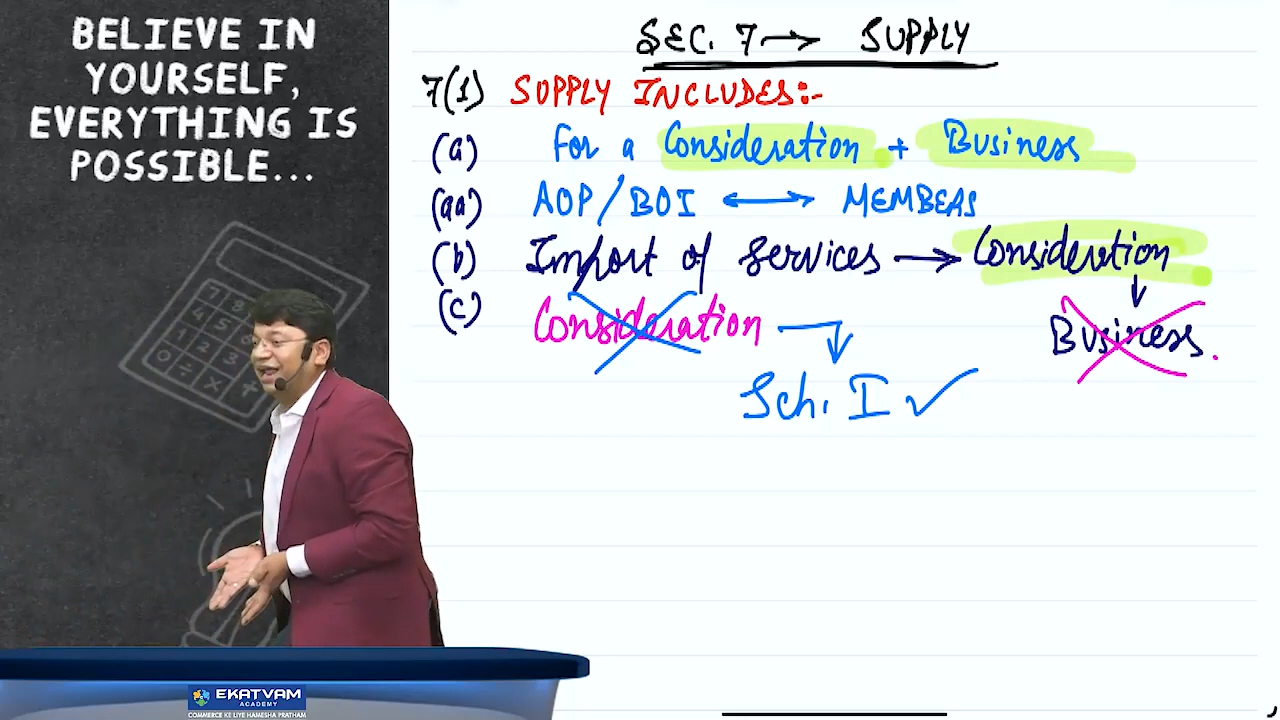 BELIEVE IN
YOURSELF,
EVERYTHING IS
POSSIBLE...
SEC. 7 → SUPPLY
7(1) SUPPLY INCLUDES:-
(a) For a Consideration + Business
(aa) AOP/BOI ↔ MEMBERS
(b) Import of Services → Consideration
↓
Business.
(c) Consideration
Sch. I ✓
EKATVAM
ACADEMY
COMMERCE KE LIYE HAMESHA PRATHAM